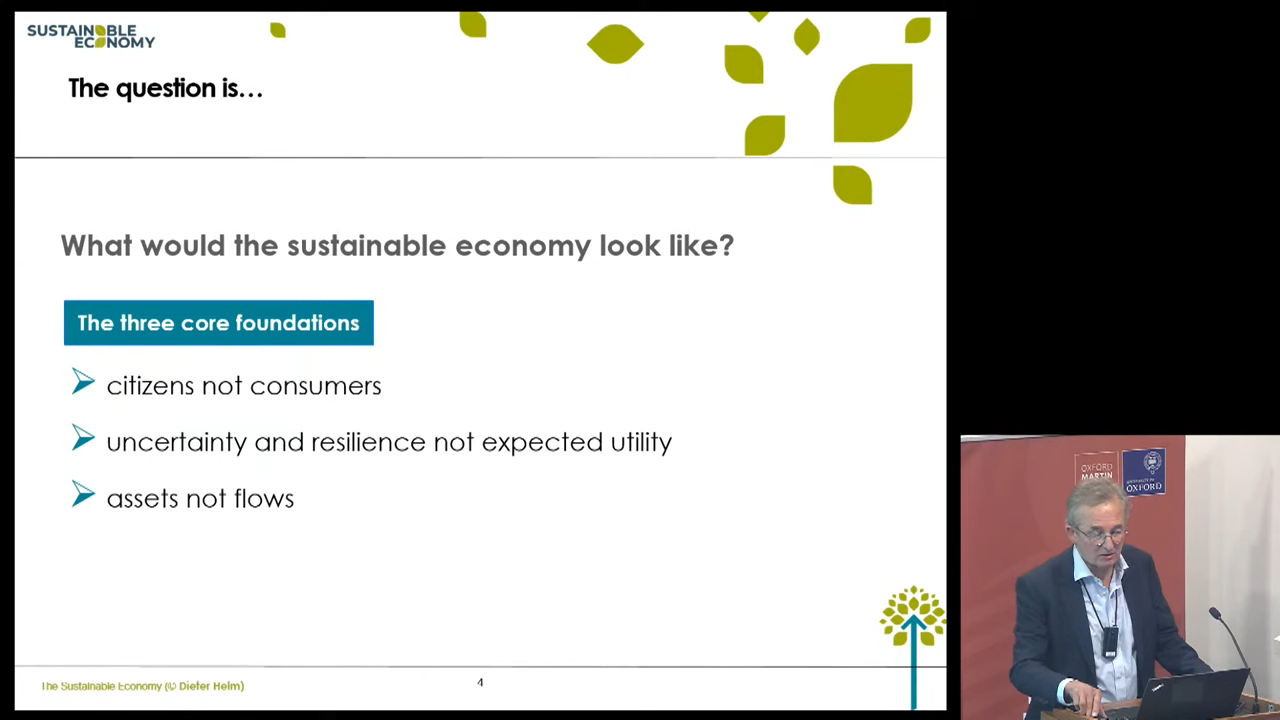 SUSTAINABLE
ECONOMY
The question is…
What would the sustainable economy look like?
The three core foundations
citizens not consumers
uncertainty and resilience not expected utility
assets not flows
The Sustainable Economy (© Dieter Helm)
4
OXFORD
MARTIN
OXFORD